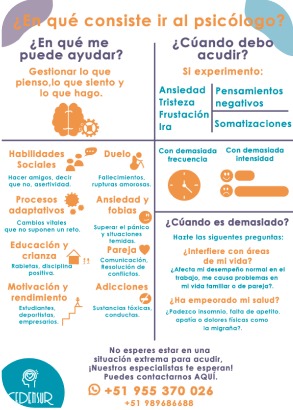 ¿En qué consiste ir al psicólogo?
¿En qué me
puede ayudar?
Gestionar lo que
pienso,lo que siento y
lo que hago.
¿Cúando debo
acudir?
Si experimento:
Ansiedad
Tristeza
Frustación
Ira
Pensamientos
negativos
Somatizaciones
Con demasiada
frecuencia
Con demasiada
intensidad
Habilidades
Sociales
Hacer amigos, decir
que no, asertividad.
Duelo
Fallecimientos,
rupturas amorosas.
Procesos
adaptativos
Cambios vitales
que no suponen un reto.
Ansiedad y
fobias
Superar el pánico
y situaciones
temidas.
Educación y
crianza
Rabietas, disciplina
positiva.
Pareja
Comunicación,
Resolución de
conflictos.
Motivación y
rendimiento
Estudiantes,
deportistas,
empresarios.
Adicciones
Sustancias tóxicas,
conductas.
¿Cúando es demasiado?
Hazte las siguientes preguntas:
¿Interfiere con áreas
de mi vida?
¿Afecta mi desempeño normal en el
trabajo, me causa problemas en
mi vida familiar o de pareja?.
¿Ha empeorado mi salud?
¿Padezco insomnio, falta de apetito,
apatía o dolores físicos como
la migraña?.
No esperes estar en una
situación extrema para acudir,
¡Nuestros especialistas te esperan!
Puedes contactarnos AQUÍ.
+51 955 370 026
+51 989686688
CEDENSUR